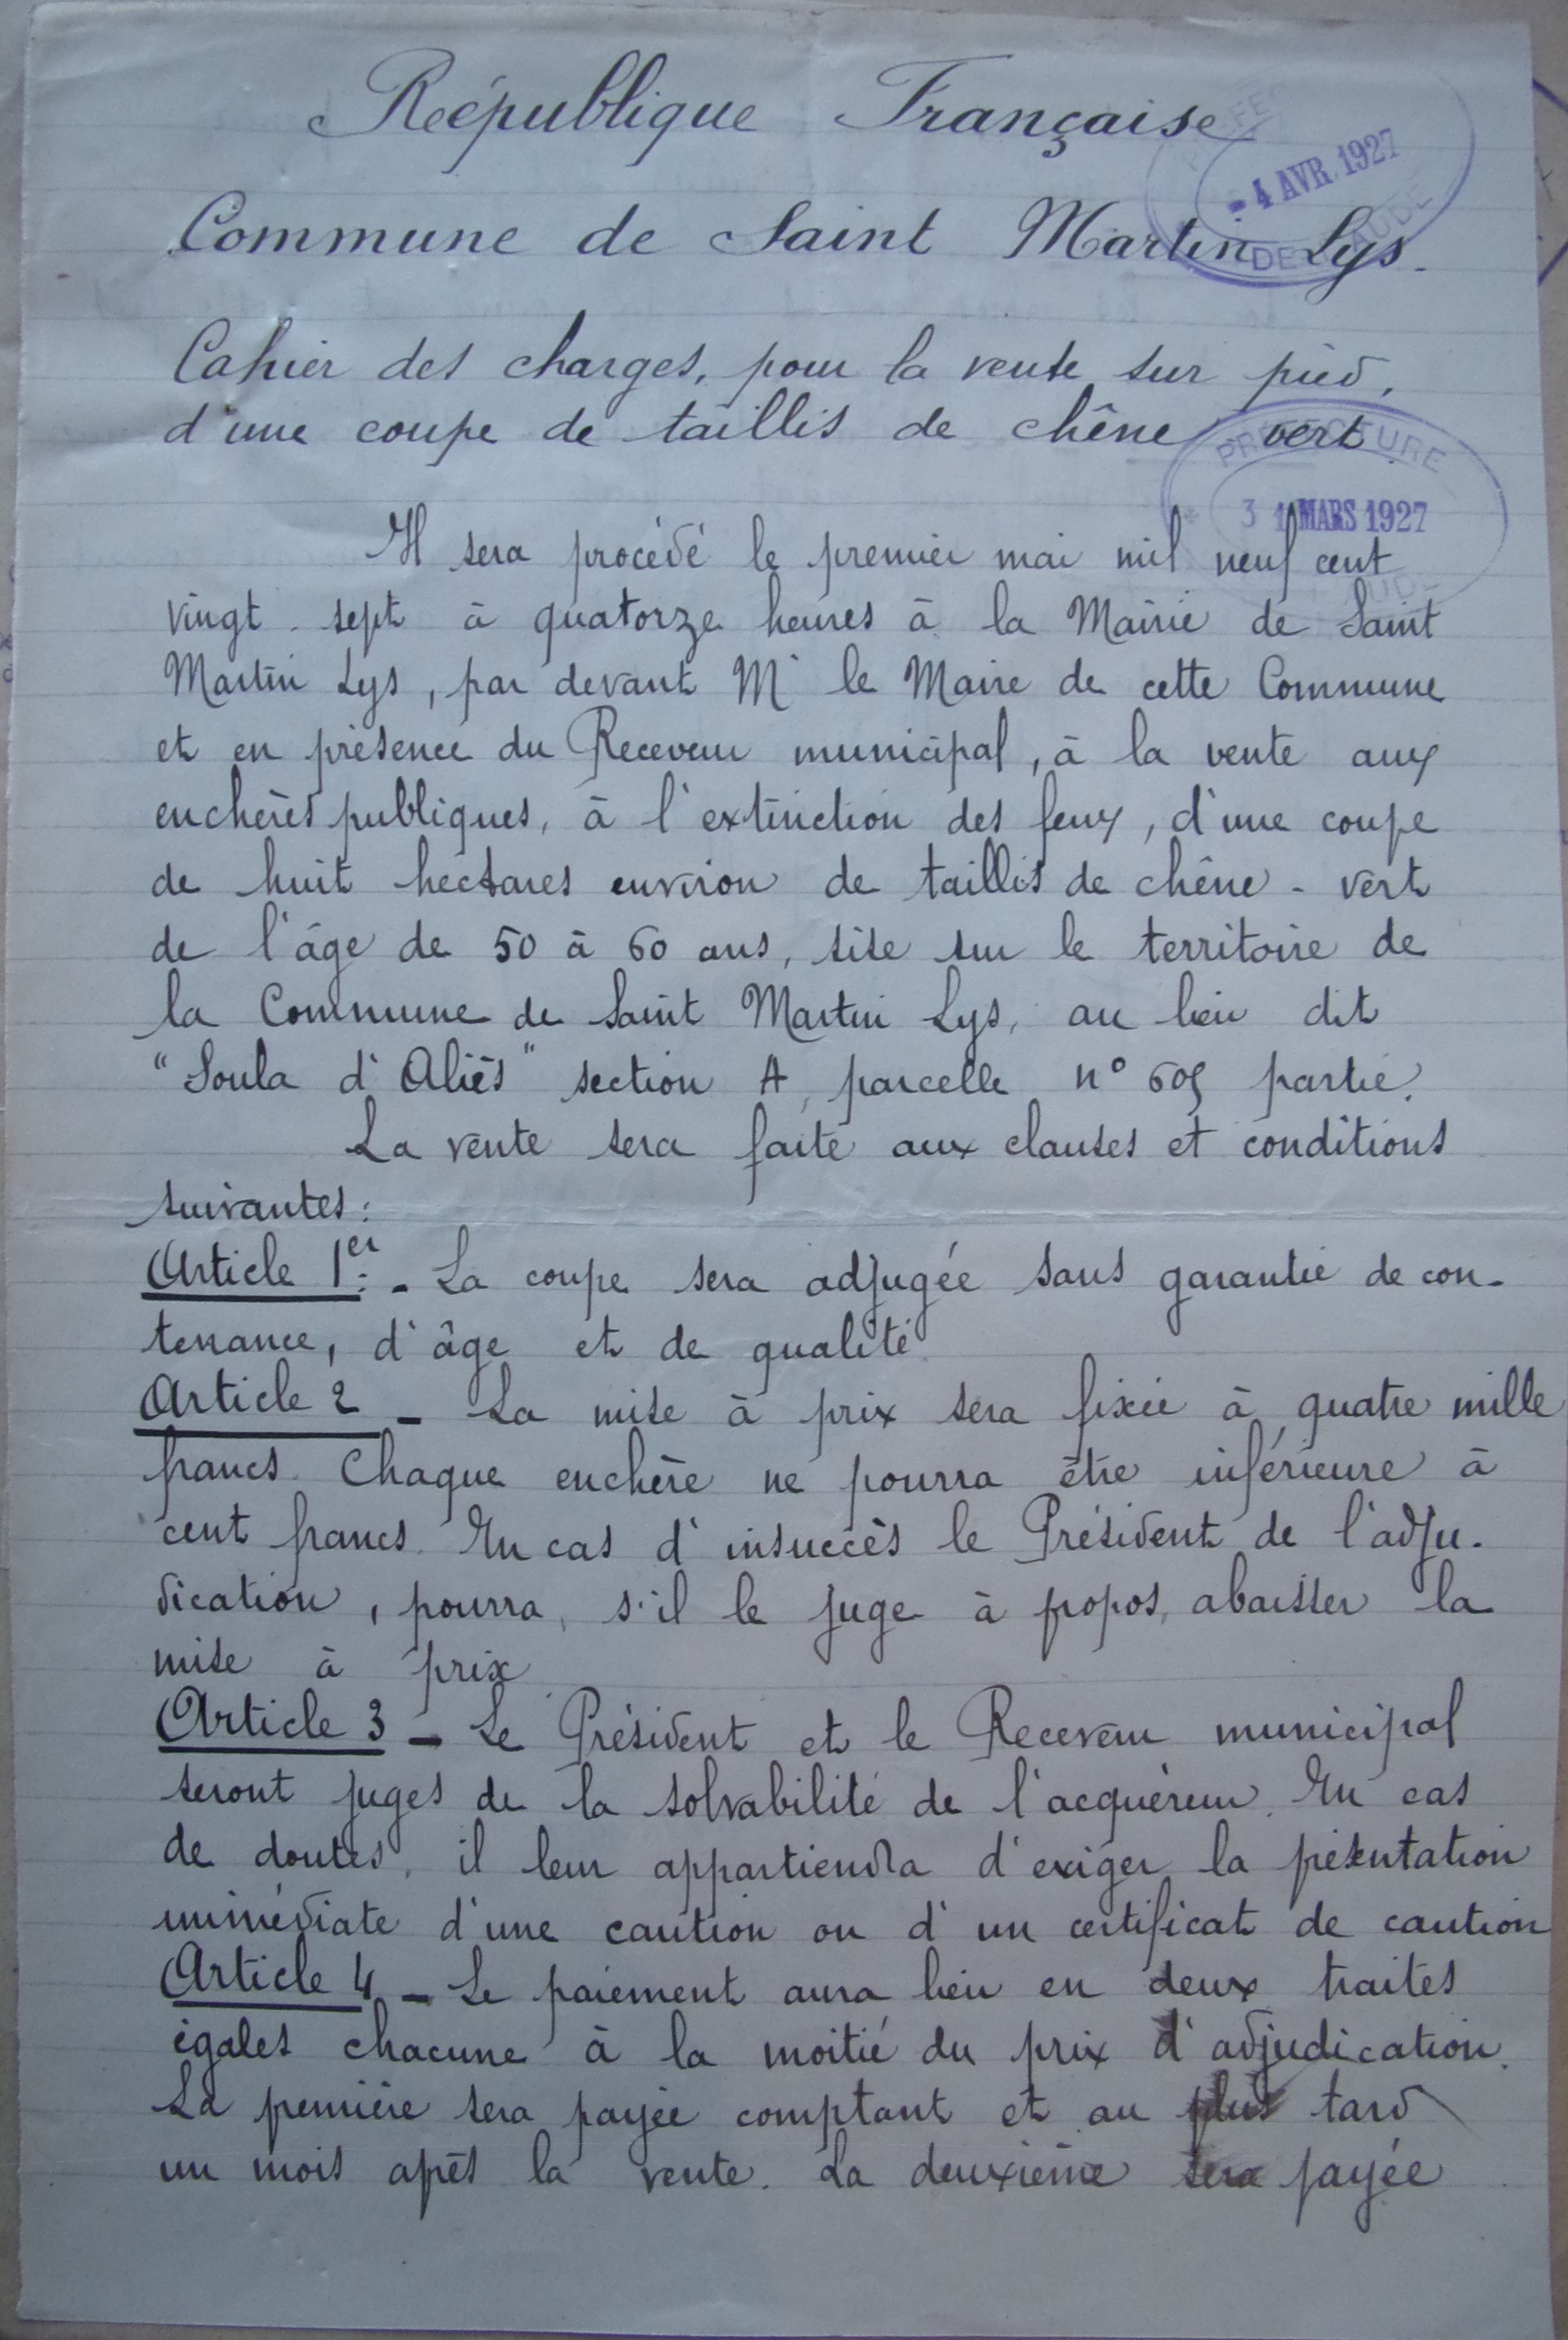 République Française
PREFECTURE
- 4 AVR. 1927
DE L'AUDE
Commune de Saint Martin Lys.
Cahier des charges, pour la vente sur pied,
d'une coupe de taillis de chêne vert.
PREFECTURE
31 MARS 1927
Il sera procédé le premier mai mil neuf cent
vingt-sept à quatorze heures à la Mairie de Saint
Martin Lys, par devant Mr le Maire de cette Commune
et en présence du Receveur municipal, à la vente aux
enchères publiques, à l'extinction des feux, d'une coupe
de huit hectares environ de taillis de chêne-vert
de l'âge de 50 à 60 ans, sise sur le territoire de
la Commune de Saint Martin Lys, au lieu dit
"Soula d'Aliès" section A, parcelle n° 605 partie.
La vente sera faite aux clauses et conditions
suivantes:
Article 1er. - La coupe sera adjugée sans garantie de con-
tenance, d'âge et de qualité.
Article 2 - La mise à prix sera fixée à quatre mille
francs. Chaque enchère ne pourra être inférieure à
cent francs. En cas d'insuccès le Président de l'adju-
dication, pourra, s'il le juge à propos, abaisser la
mise à prix.
Article 3 - Le Président et le Receveur municipal
seront juges de la solvabilité de l'acquéreur. En cas
de doutes, il leur appartiendra d'exiger la présentation
immédiate d'une caution ou d'un certificat de caution
Article 4 - Le paiement aura lieu en deux traites
égales chacune à la moitié du prix d'adjudication.
La première sera payée comptant et au plus tard
un mois après la vente. La deuxième sera payée